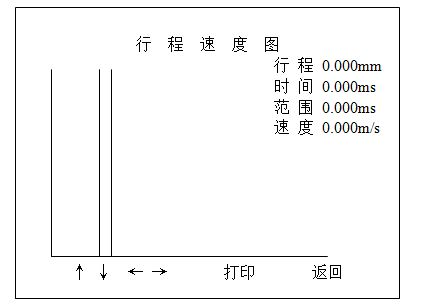 行 程 速 度 图
行 程 0.000mm
时 间 0.000ms
范 围 0.000ms
速 度 0.000m/s
↑ ↓ ← → 打印 返回